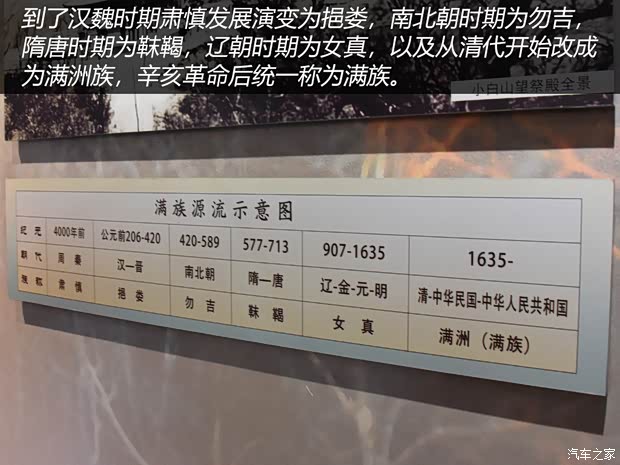 到了汉魏时期肃慎发展演变为挹娄，南北朝时期为勿吉，
隋唐时期为靺鞨，辽朝时期为女真，以及从清代开始改成
为满洲族，辛亥革命后统一称为满族。
小白山望祭殿全景
满族源流示意图
纪元 4000年前 公元前206-420 420-589 577-713 907-1635 1635-
朝代 周秦 汉—晋 南北朝 隋—唐 辽-金-元-明 清-中华民国-中华人民共和国
族称 肃慎 挹娄 勿吉 靺鞨 女真 满洲（满族）
汽车之家